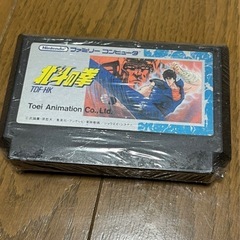 Nintendo ファミリー コンピュータ
北斗の拳
TOF-HK
Toei Animation Co., Ltd.